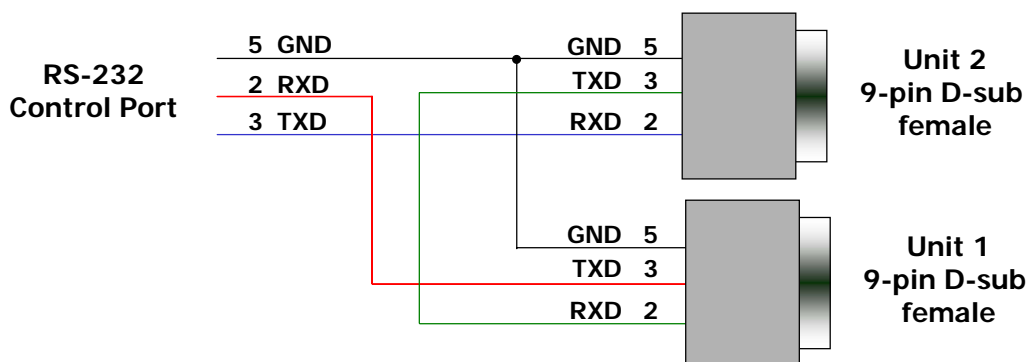 RS-232
Control Port
5 GND
2 RXD
3 TXD
GND 5
TXD 3
RXD 2
Unit 2
9-pin D-sub
female
GND 5
TXD 3
RXD 2
Unit 1
9-pin D-sub
female